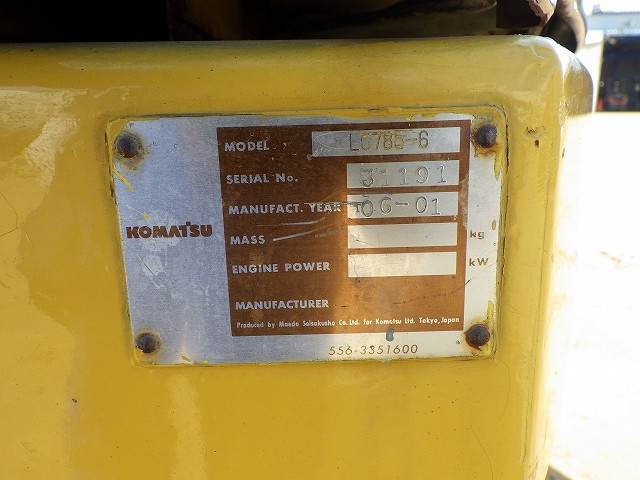 MODEL LC785-6
SERIAL No. 31191
MANUFACT. YEAR 06-01
KOMATSU
MASS kg
ENGINE POWER kW
MANUFACTURER
Produced by Maeda Seisakusho Co. Ltd. for Komatsu Ltd. Tokyo, Japan
556-3351600